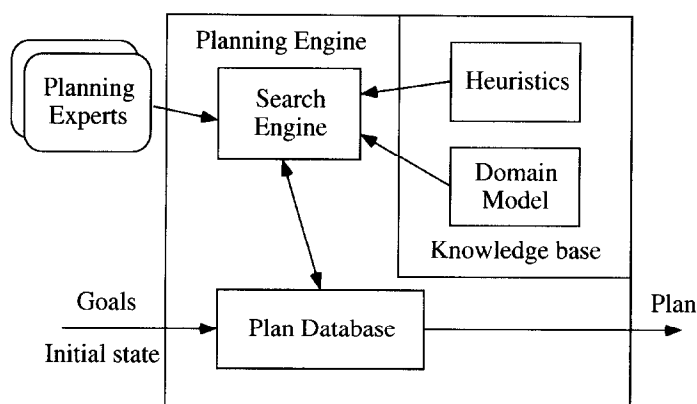 Planning Engine
Planning
Experts
Search
Engine
Heuristics
Domain
Model
Knowledge base
Goals
Initial state
Plan Database
Plan